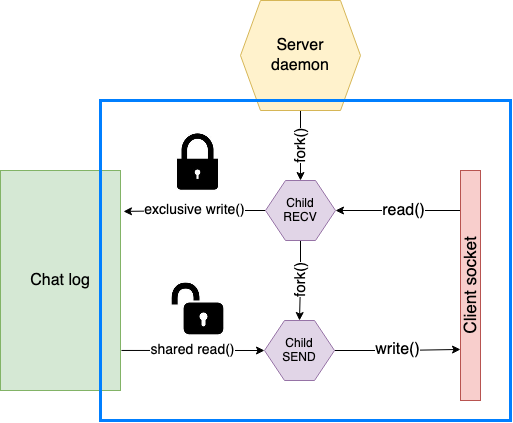 Server
daemon
fork()
exclusive write()
Child
RECV
read()
Chat log
fork()
Client socket
shared read()
Child
SEND
write()